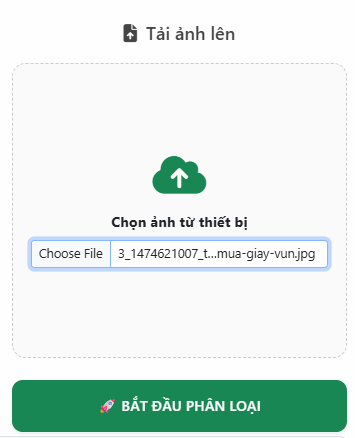 Tải ảnh lên
Chọn ảnh từ thiết bị
Choose File 3_1474621007_t...mua-giay-vun.jpg
🚀 BẮT ĐẦU PHÂN LOẠI